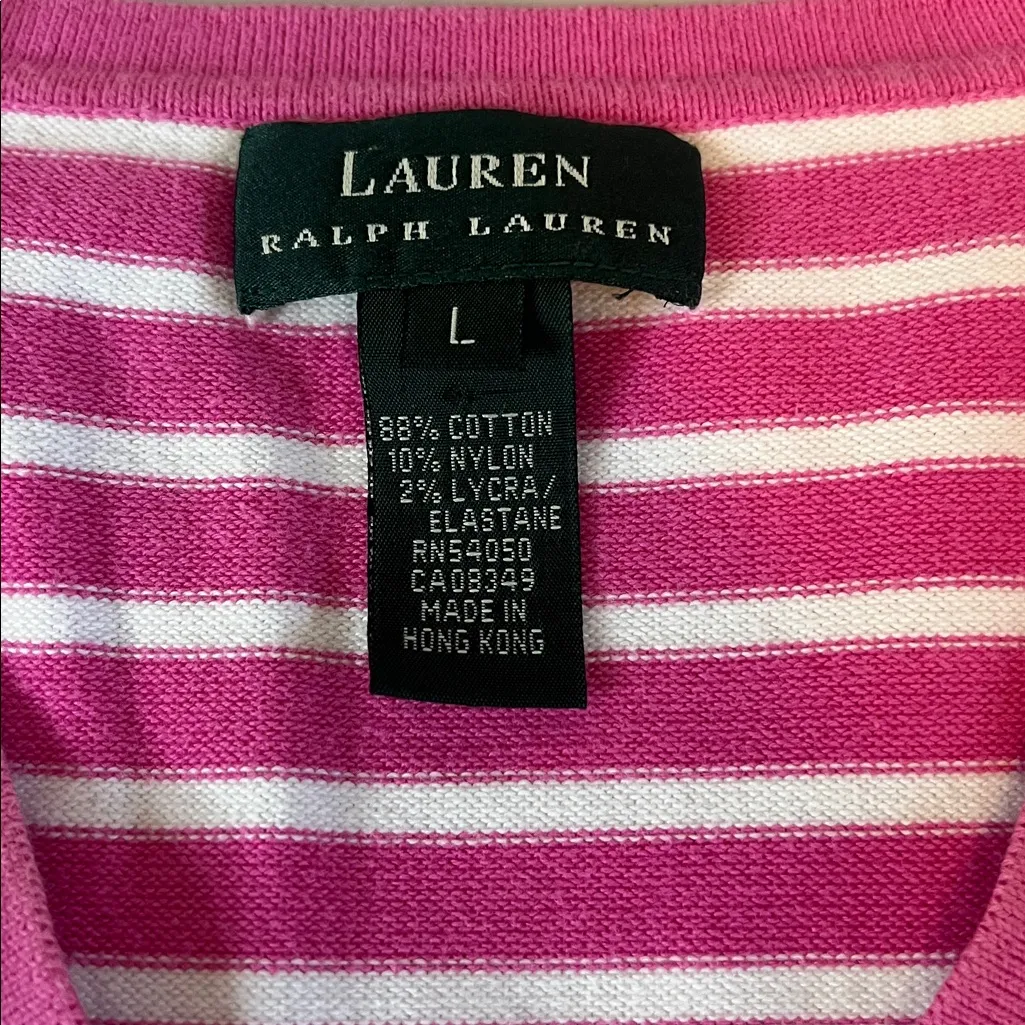 LAUREN
RALPH LAUREN
L
88% COTTON
10% NYLON
2% LYCRA/
ELASTANE
RN54050
CA08349
MADE IN
HONG KONG